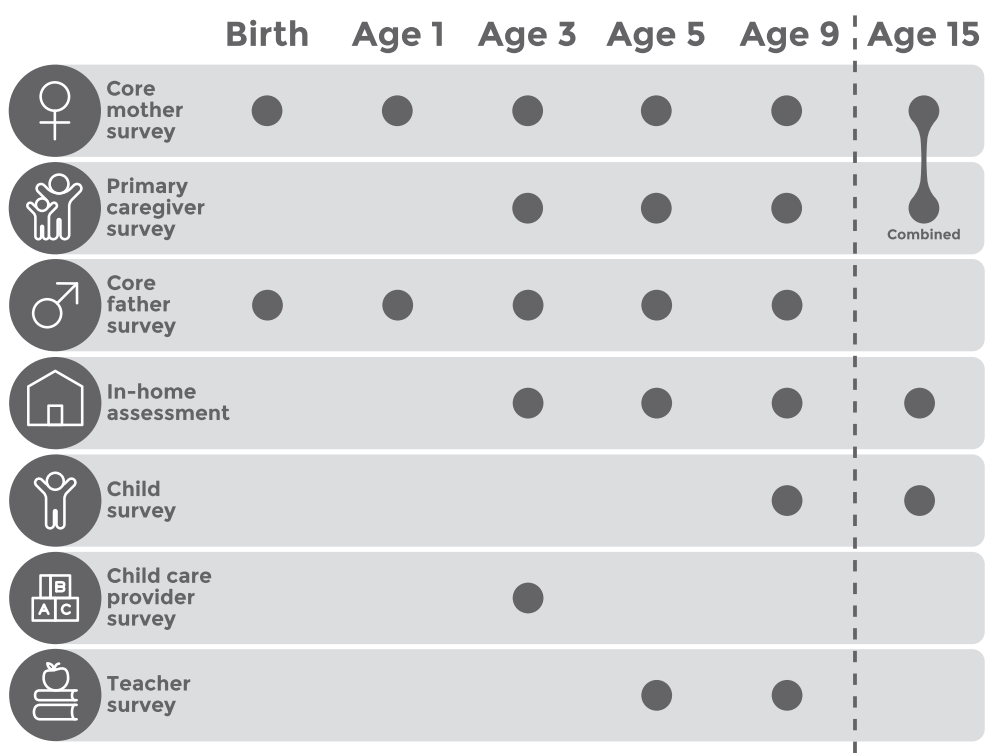 Birth Age 1 Age 3 Age 5 Age 9 Age 15
Core
mother
survey
Primary
caregiver
survey
Combined
Core
father
survey
In-home
assessment
Child
survey
Child care
provider
survey
B
A C
Teacher
survey